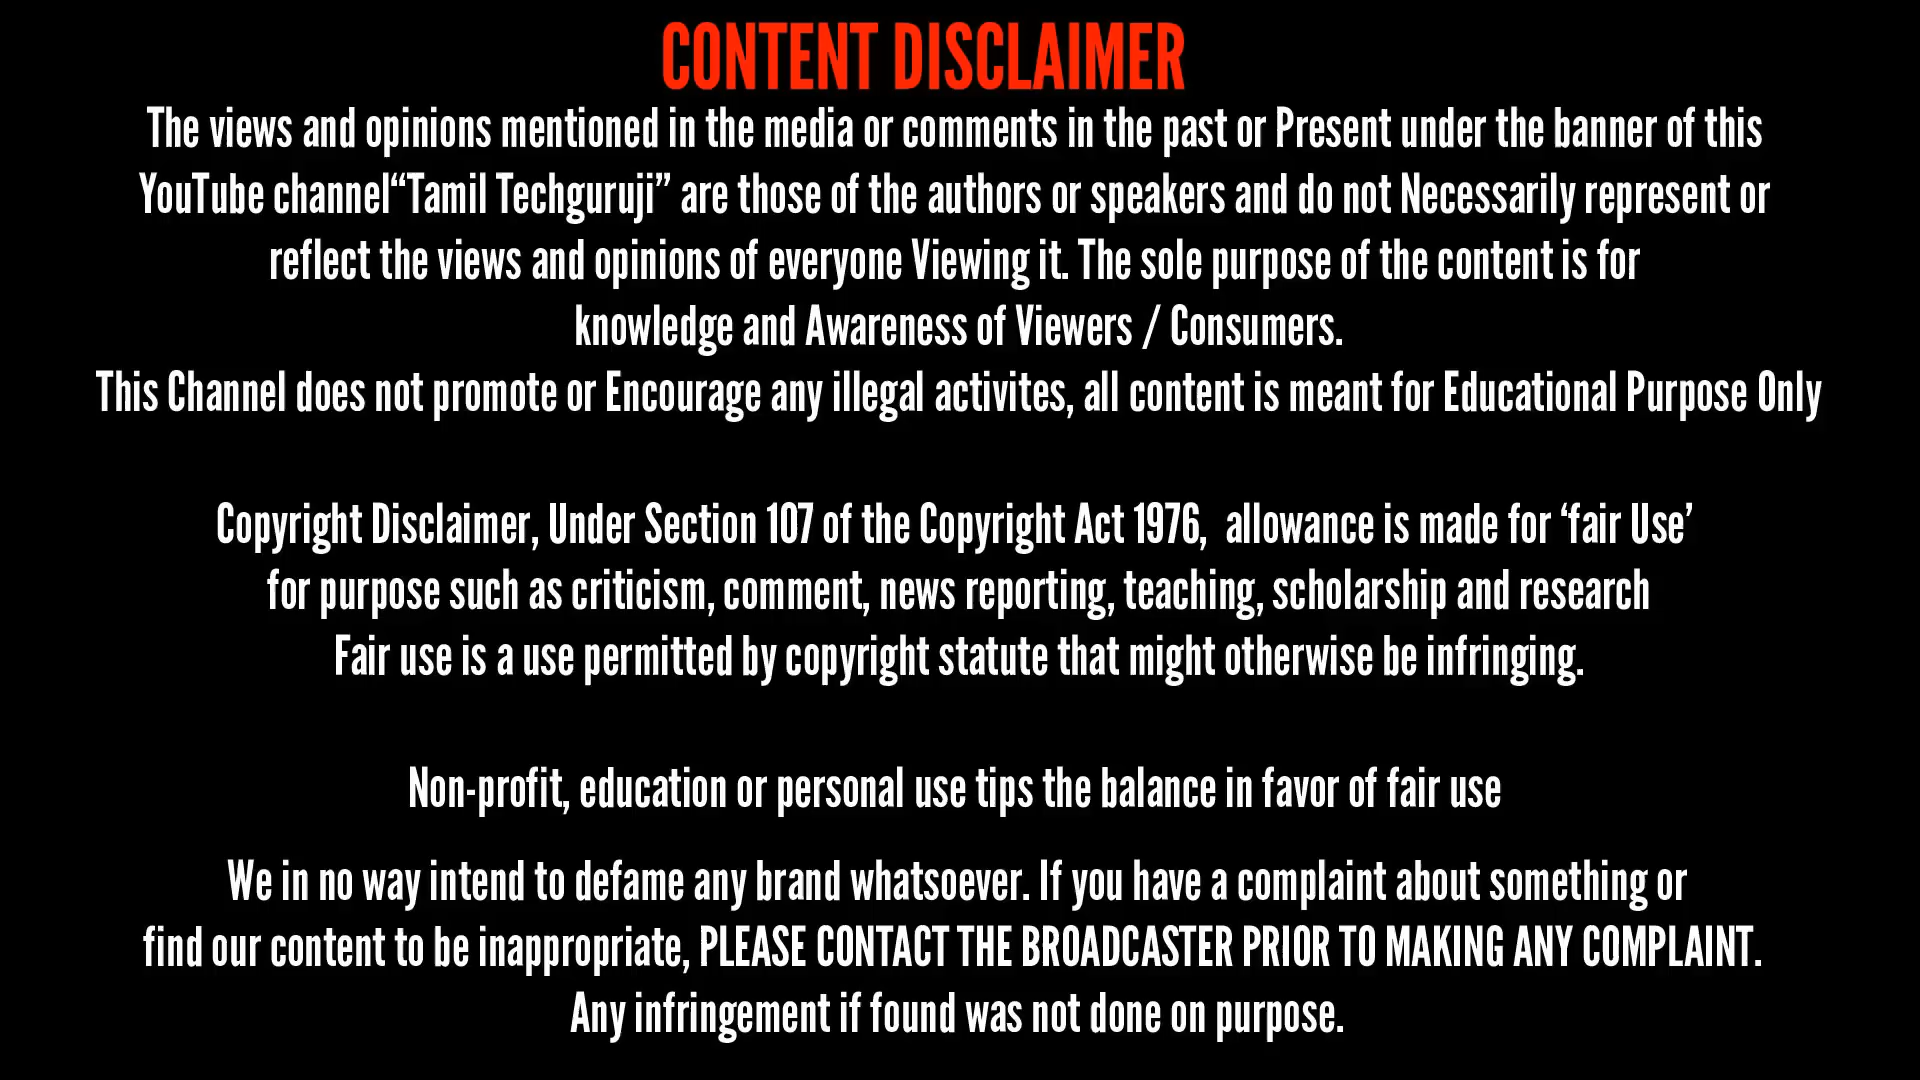 CONTENT DISCLAIMER
The views and opinions mentioned in the media or comments in the past or Present under the banner of this
YouTube channel“Tamil Techguruji” are those of the authors or speakers and do not Necessarily represent or
reflect the views and opinions of everyone Viewing it. The sole purpose of the content is for
knowledge and Awareness of Viewers / Consumers.
This Channel does not promote or Encourage any illegal activites, all content is meant for Educational Purpose Only
Copyright Disclaimer, Under Section 107 of the Copyright Act 1976, allowance is made for ‘fair Use’
for purpose such as criticism, comment, news reporting, teaching, scholarship and research
Fair use is a use permitted by copyright statute that might otherwise be infringing.
Non-profit, education or personal use tips the balance in favor of fair use
We in no way intend to defame any brand whatsoever. If you have a complaint about something or
find our content to be inappropriate, PLEASE CONTACT THE BROADCASTER PRIOR TO MAKING ANY COMPLAINT.
Any infringement if found was not done on purpose.